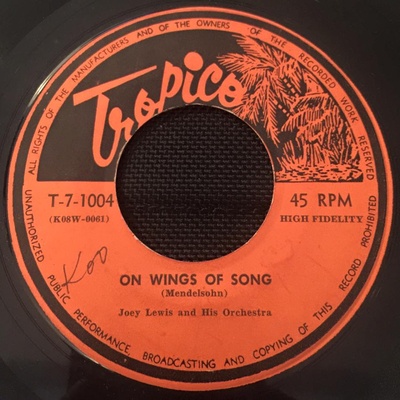 ALL RIGHTS OF THE MANUFACTURERS AND OF THE OWNERS OF THE RECORDED WORK RESERVED
Tropico
T-7-1004
(K08W-0061)
45 RPM
HIGH FIDELITY
Koo
ON WINGS OF SONG
(Mendelsohn)
Joey Lewis and His Orchestra
UNAUTHORIZED PUBLIC PERFORMANCE, BROADCASTING AND COPYING OF THIS RECORD PROHIBITED